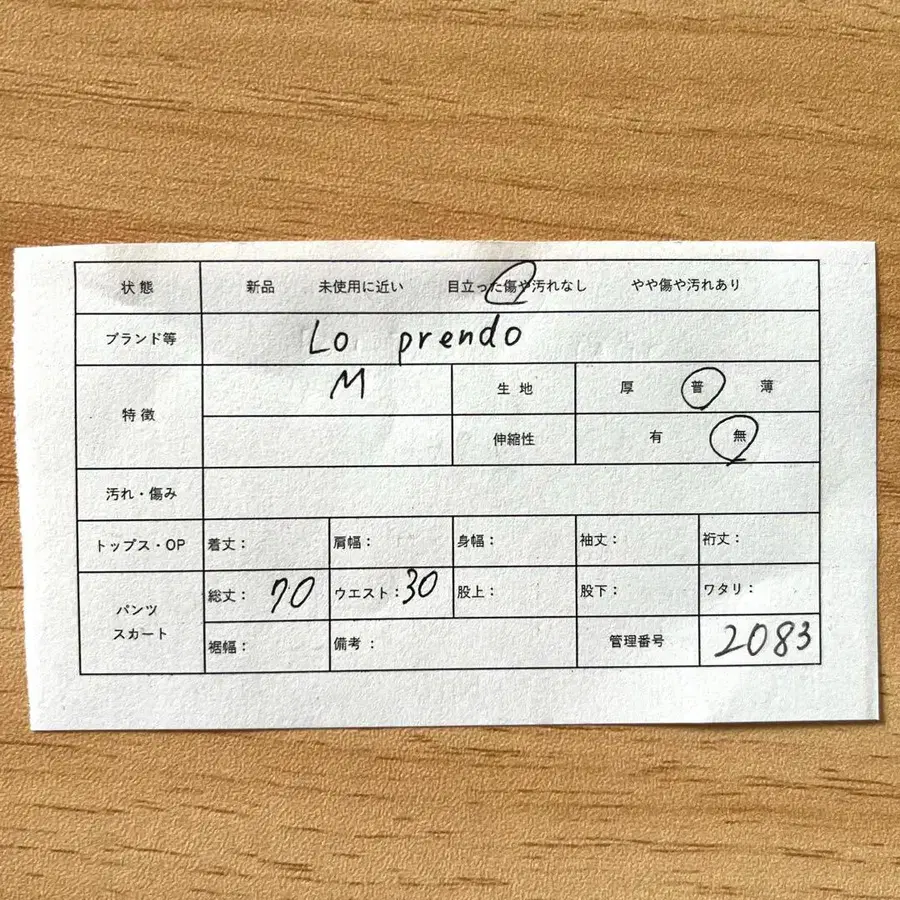 状態 新品 未使用に近い 目立った傷や汚れなし やや傷や汚れあり
ブランド等 Lo prendo
特徴 M 生地 厚 普 薄
伸縮性 有 無
汚れ・傷み
トップス・OP 着丈： 肩幅： 身幅： 袖丈： 裄丈：
パンツ スカート 総丈：70 ウエスト：30 股上： 股下： ワタリ：
裾幅： 備考： 管理番号 2083